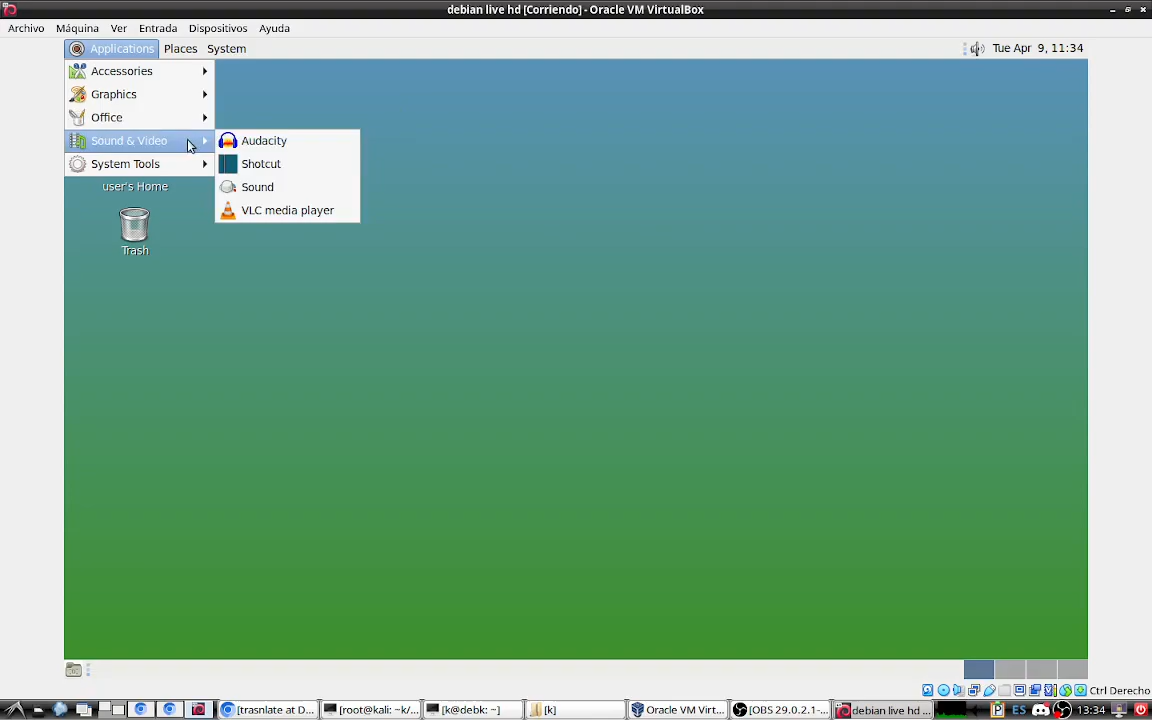 debian live hd [Corriendo] - Oracle VM VirtualBox
Archivo Máquina Ver Entrada Dispositivos Ayuda
Applications Places System Tue Apr 9, 11:34
Accessories
Graphics
Office
Sound & Video
System Tools
Audacity
Shotcut
Sound
VLC media player
user's Home
Trash
Ctrl Derecho
[trasnlate at D... [root@kali: ~k/... [k@debk: ~] [k] Oracle VM Virt... [OBS 29.0.2.1-... debian live hd ... ES 13:34